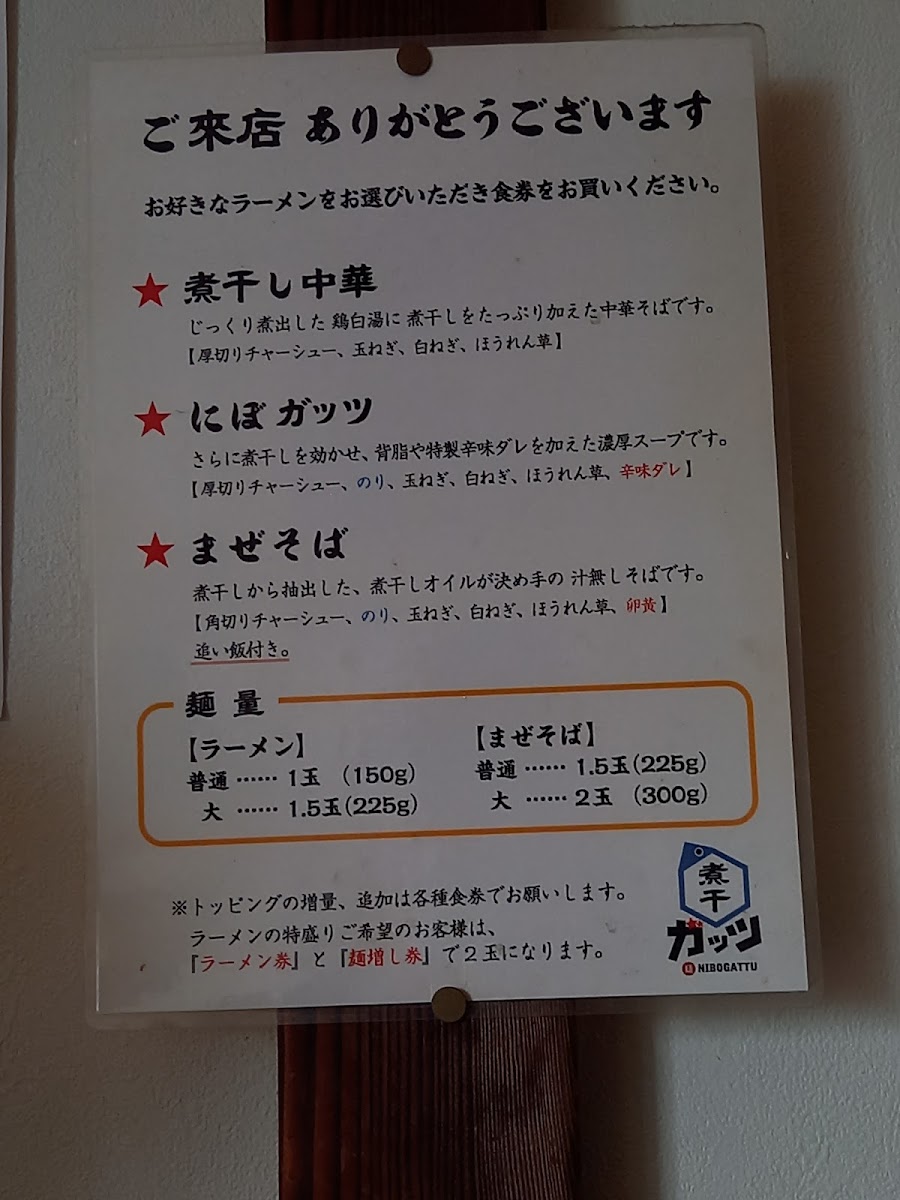 ご來店 ありがとうございます
お好きなラーメンをお選びいただき食券をお買いください。
★ 煮干し中華
じっくり煮出した 鶏白湯に 煮干しをたっぷり加えた中華そばです。
【厚切りチャーシュー、玉ねぎ、白ねぎ、ほうれん草】
★ にぼ ガッツ
さらに煮干しを効かせ、背脂や特製辛味ダレを加えた濃厚スープです。
【厚切りチャーシュー、のり、玉ねぎ、白ねぎ、ほうれん草、辛味ダレ】
★ まぜそば
煮干しから抽出した、煮干しオイルが決め手の 汁無しそばです。
【角切りチャーシュー、のり、玉ねぎ、白ねぎ、ほうれん草、卵黄】
追い飯付き。
麺 量
【ラーメン】
普通 …… 1玉 (150g)
大 …… 1.5玉(225g)
【まぜそば】
普通 …… 1.5玉(225g)
大 …… 2玉 (300g)
※トッピングの増量、追加は各種食券でお願いします。
ラーメンの特盛りご希望のお客様は、
『ラーメン券』と『麺増し券』で2玉になります。
煮干
ガッツ
NIBOGATTU